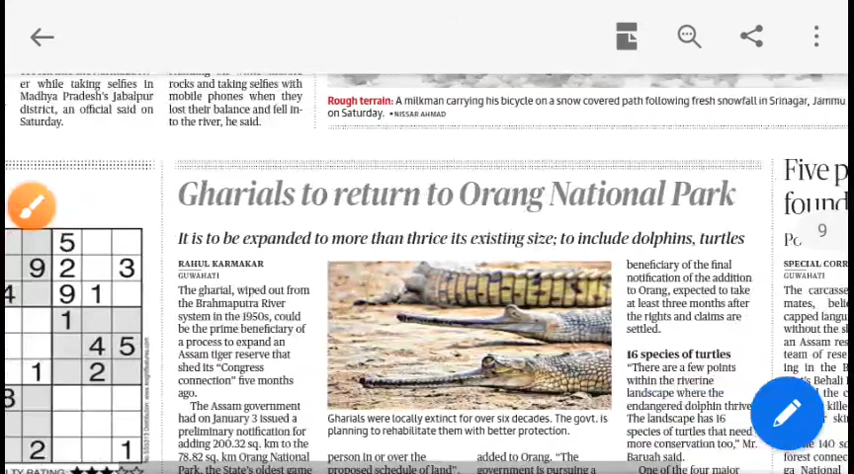 er while taking selfies in
Madhya Pradesh's Jabalpur
district, an official said on
Saturday.
rocks and taking selfies with
mobile phones when they
lost their balance and fell in-
to the river, he said.
Rough terrain: A milkman carrying his bicycle on a snow covered path following fresh snowfall in Srinagar, Jammu
on Saturday. • NISSAR AHMAD
Gharials to return to Orang National Park
It is to be expanded to more than thrice its existing size; to include dolphins, turtles
RAHUL KARMAKAR
GUWAHATI
The gharial, wiped out from
the Brahmaputra River
system in the 1950s, could
be the prime beneficiary of
a process to expand an
Assam tiger reserve that
shed its "Congress
connection" five months
ago.
The Assam government
had on January 3 issued a
preliminary notification for
adding 200.32 sq. km to the
78.82 sq. km Orang National
Park, the State's oldest game
Gharials were locally extinct for over six decades. The govt. is
planning to rehabilitate them with better protection.
person in or over the
proposed schedule of land".
added to Orang. "The
government is pursuing a
beneficiary of the final
notification of the addition
to Orang, expected to take
at least three months after
the rights and claims are
settled.
16 species of turtles
"There are a few points
within the riverine
landscape where the
endangered dolphin thrive
The landscape has 16
species of turtles that need
more conservation too," Mr.
Baruah said.
One of the four major
Five p
found
9
SPECIAL CORR
GUWAHATI
The carcasse
mates, beli
capped langu
without the s
an Assam res
team of rese
ing in the B
Behali
the c
kille
skir
140 s
forest connec
ga National
5
9 2 3
4 9 1
1
4 5
1 2
3
2 1